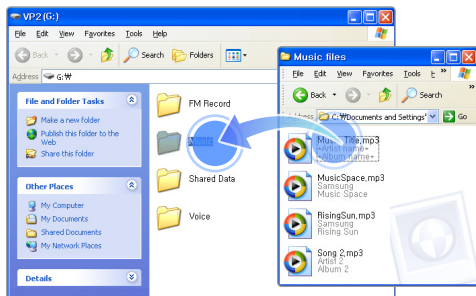 VP2 (G:)
File Edit View Favorites Tools Help
Back Search Folders
Address G:₩
File and Folder Tasks
Make a new folder
Publish this folder to the
Web
Share this folder
Other Places
My Computer
My Documents
Shared Documents
My Network Places
Details
FM Record
Music
Shared Data
Voice
Music files
File Edit View Favorites Tools
Back Search
C:₩Documents and Settings₩ Go
Music Title,mp3
<Artist name>
<Album name>
MusicSpace,mp3
Samsung
Music Space
RisingSun,mp3
Samsung
Rising Sun
Song 2,mp3
Artist 2
Album 2